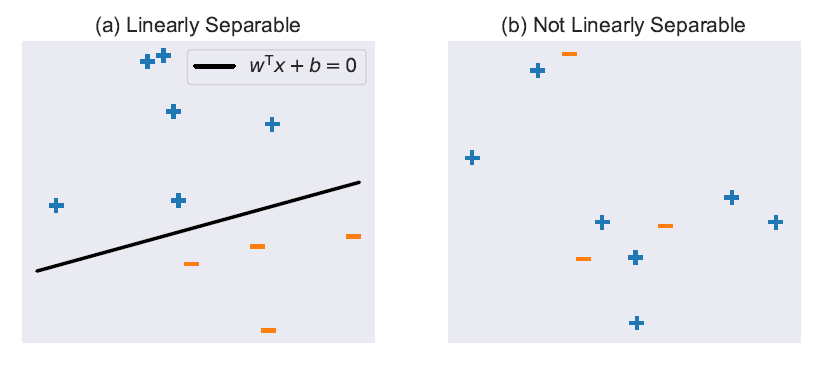 (a) Linearly Separable
wᵀx + b = 0
(b) Not Linearly Separable